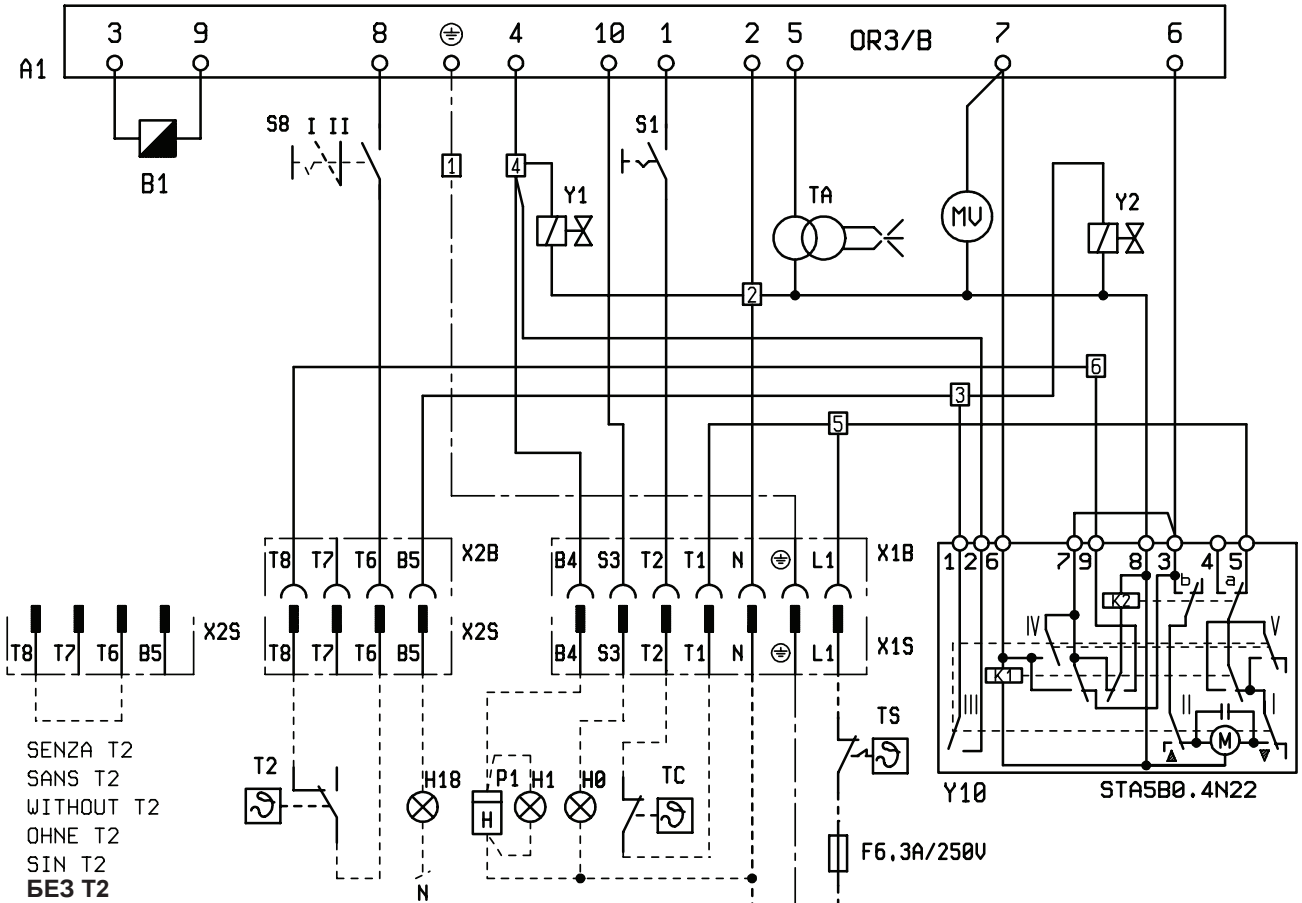 3 9 8 4 10 1 2 5 OR3/B 7 6
A1
S8 I II
S1
B1
1
4
Y1
TA
MV
Y2
2
6
3
5
T8 T7 T6 B5 X2B
B4 S3 T2 T1 N L1 X1B
1 2 6 7 9 8 3 4 5
b a
K2
IV V
K1
III II I
M
T8 T7 T6 B5 X2S
T8 T7 T6 B5 X2S
B4 S3 T2 T1 N L1 X1S
Y10 STA5B0.4N22
SENZA T2
SANS T2
WITHOUT T2
OHNE T2
SIN T2
БЕЗ T2
T2
H18
N
P1
H
H1
H0
TC
TS
F6,3A/250V